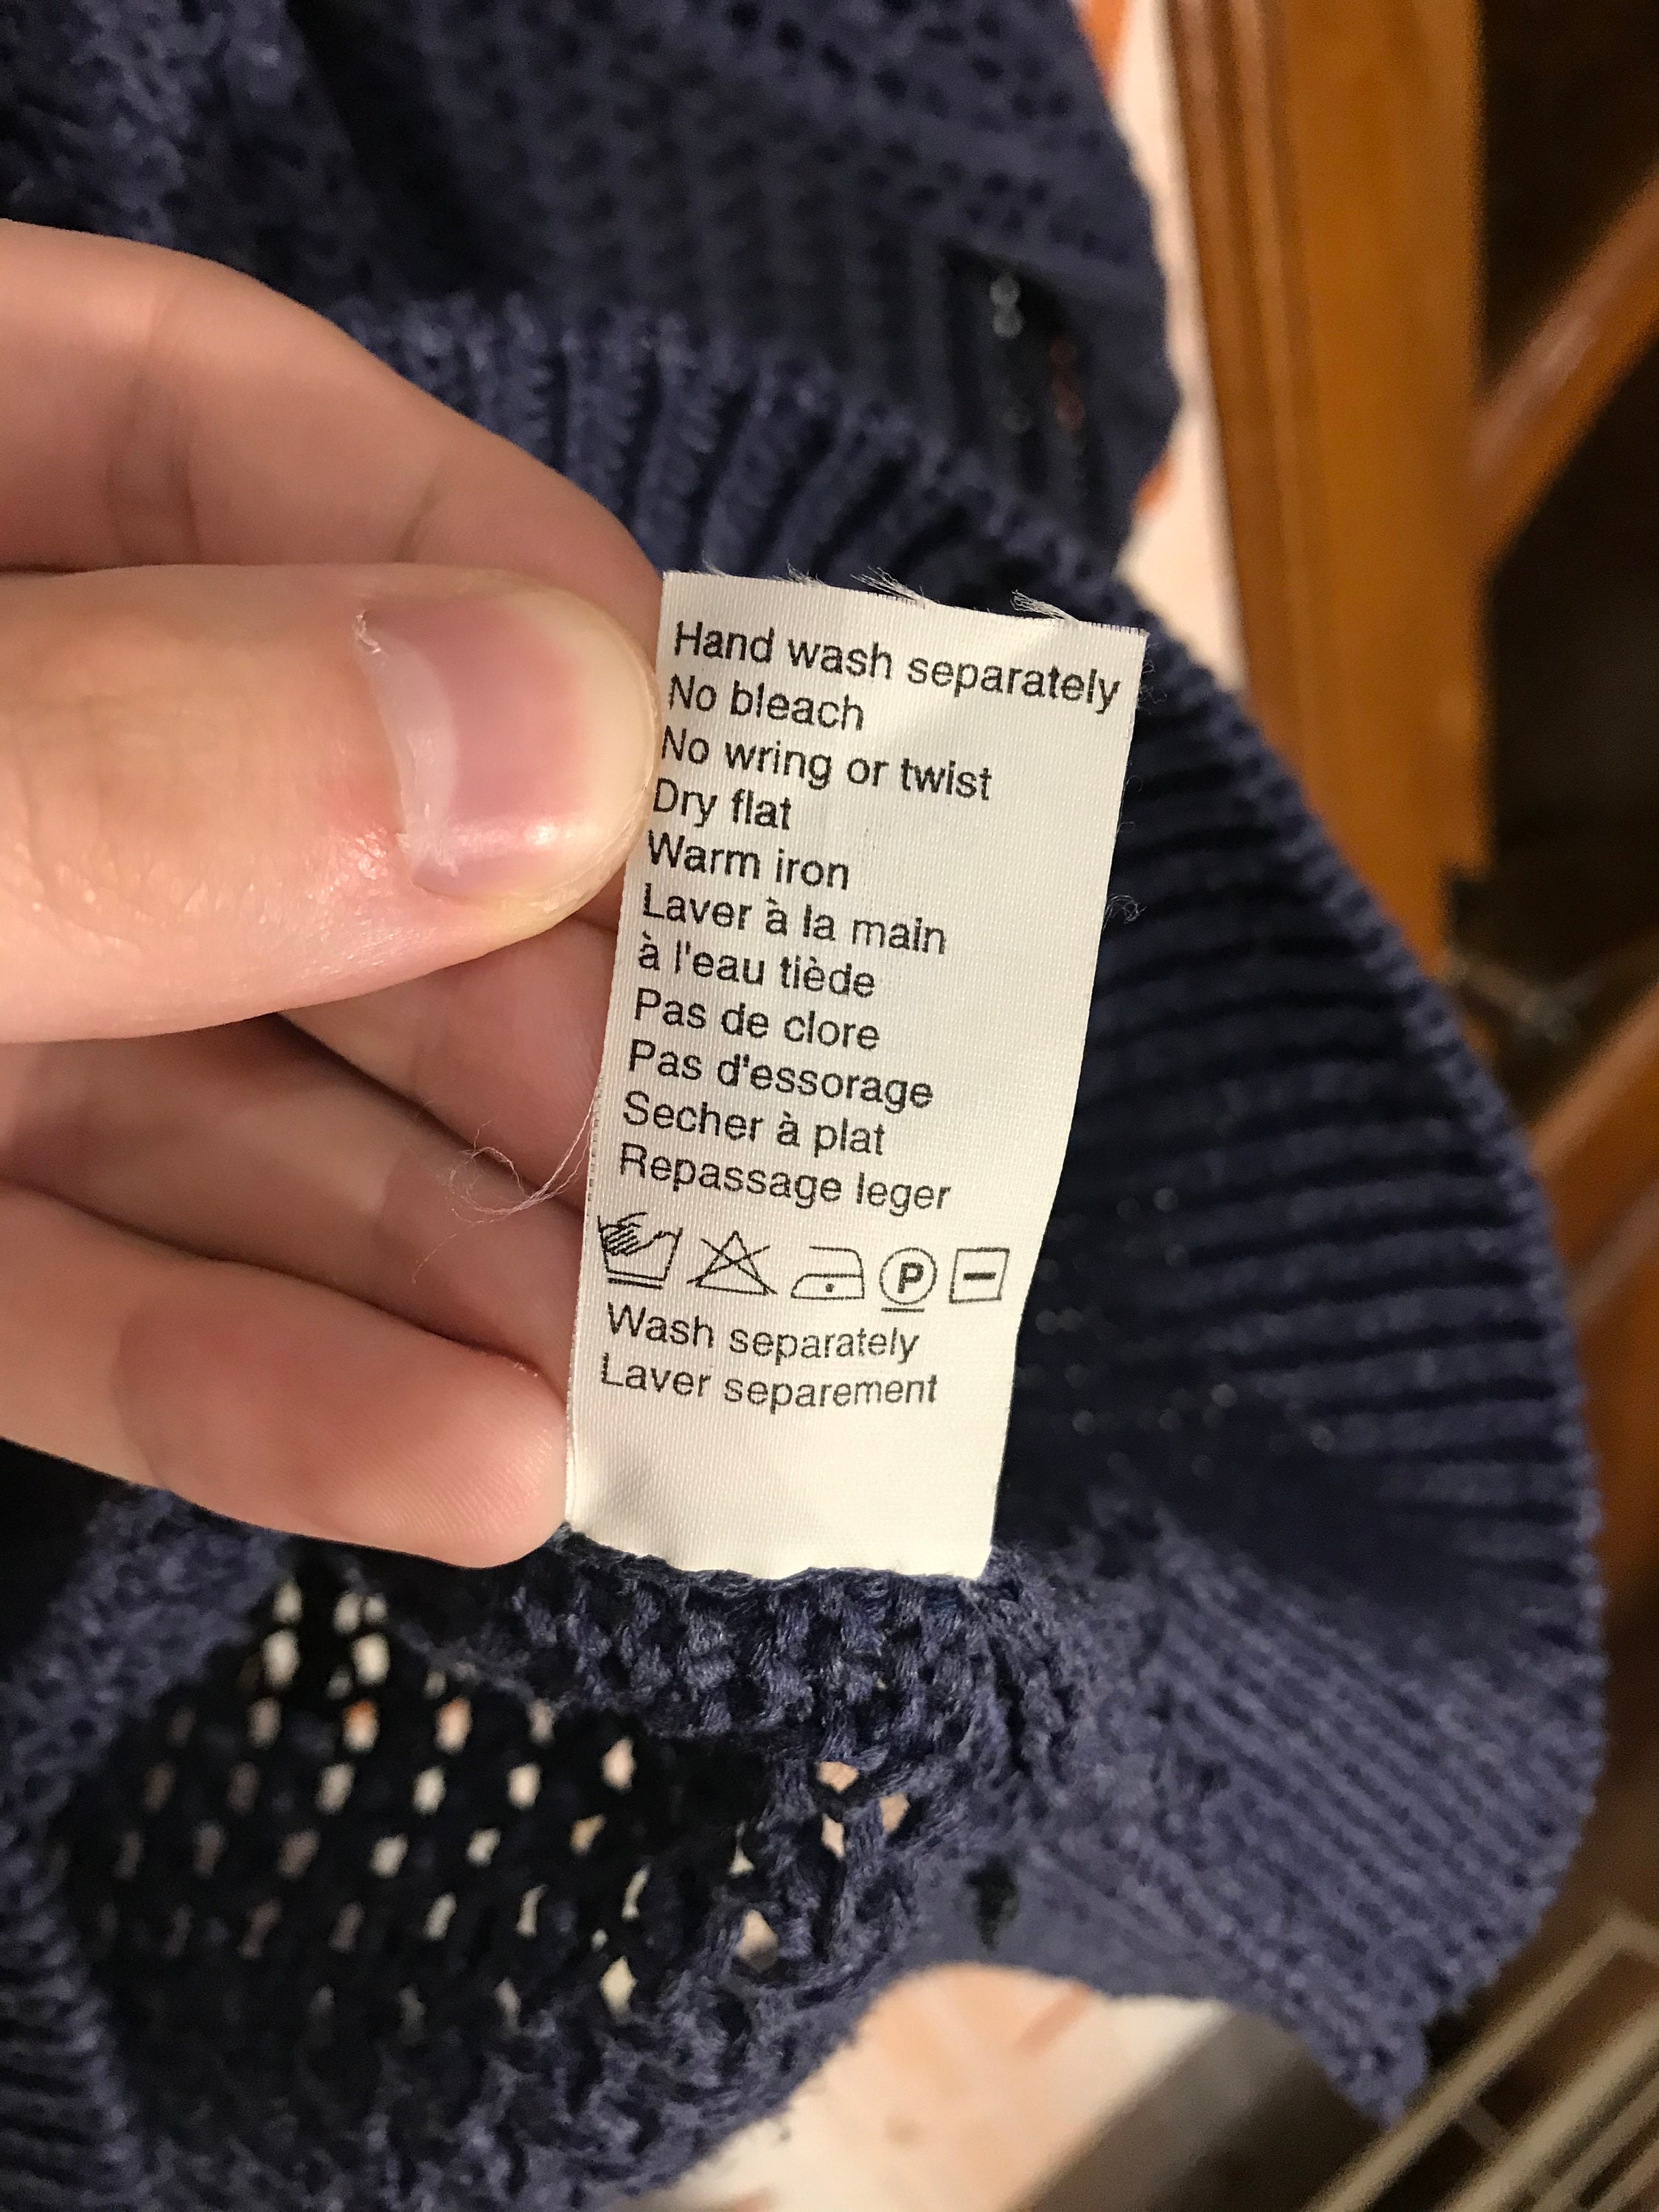 Hand wash separately
No bleach
No wring or twist
Dry flat
Warm iron
Laver à la main
à l'eau tiède
Pas de clore
Pas d'essorage
Secher à plat
Repassage leger
P
Wash separately
Laver separement